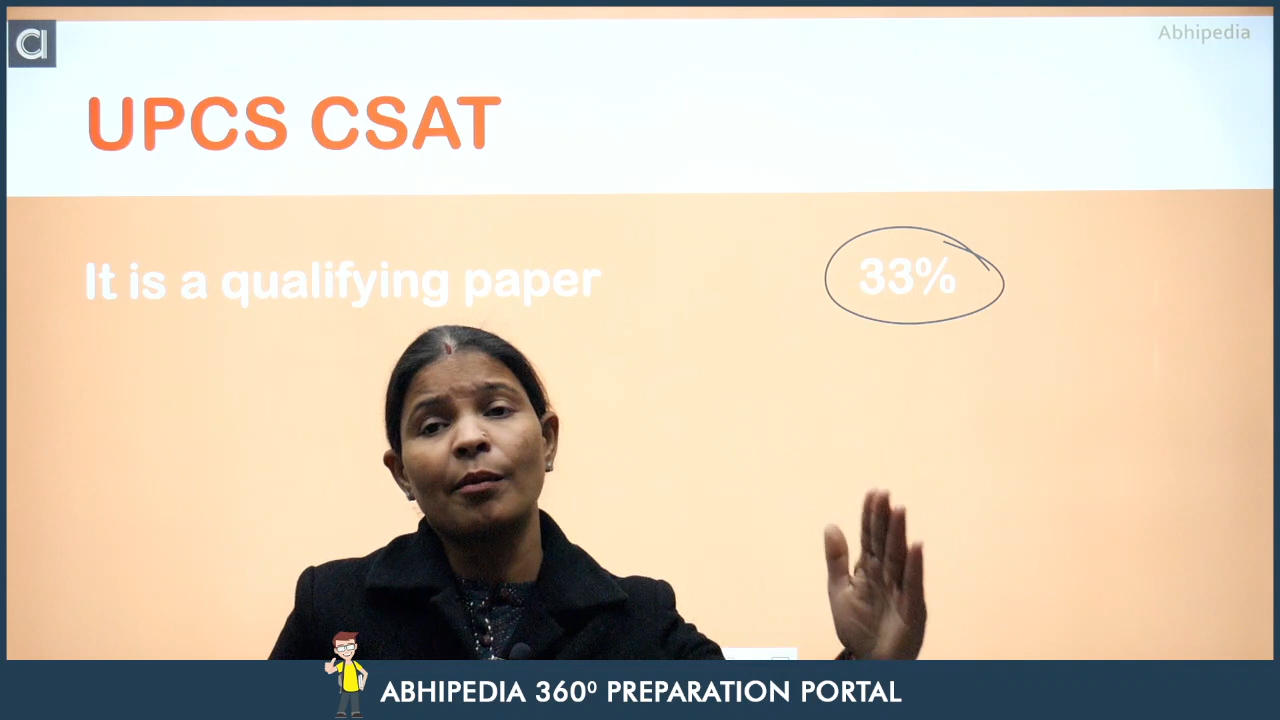 Abhipedia
UPCS CSAT
It is a qualifying paper 33%
ABHIPEDIA 360⁰ PREPARATION PORTAL